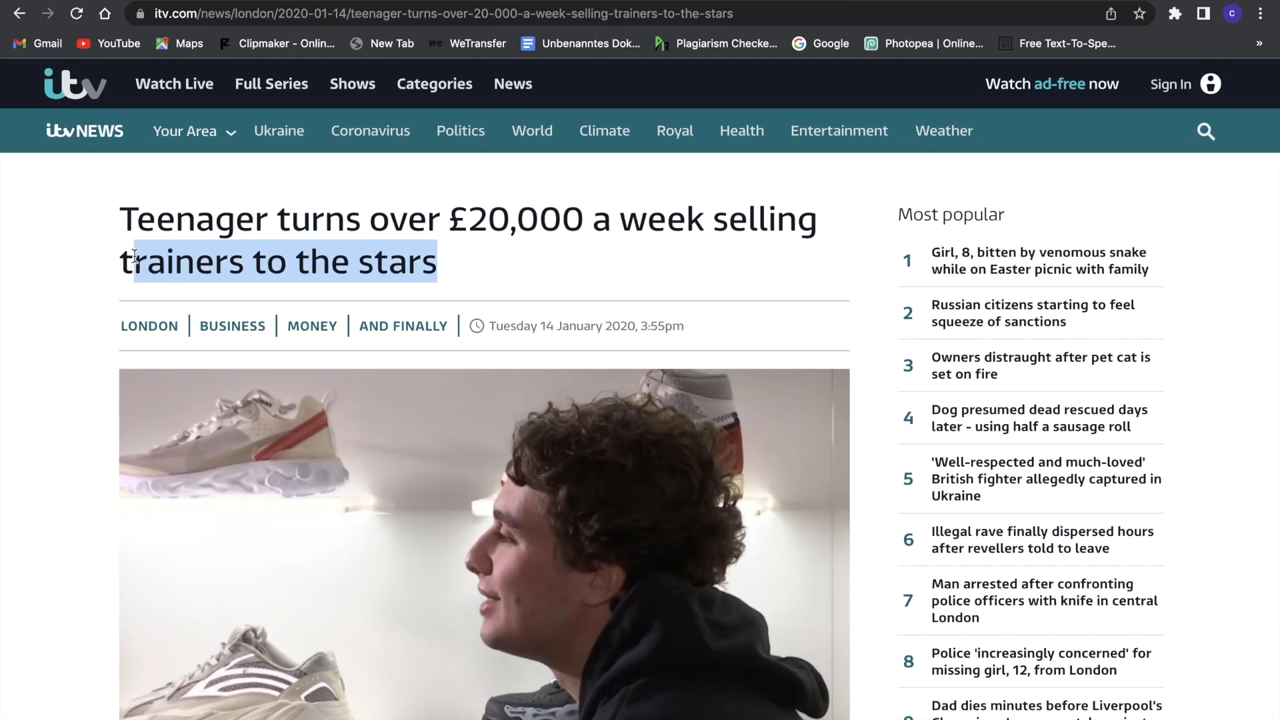 itv.com/news/london/2020-01-14/teenager-turns-over-20-000-a-week-selling-trainers-to-the-stars
C
Gmail YouTube Maps Clipmaker - Onlin... New Tab WeTransfer Unbenanntes Dok... Plagiarism Checke... Google Photopea | Online... Free Text-To-Spe... »
itv Watch Live Full Series Shows Categories News Watch ad-free now Sign In
itv NEWS Your Area Ukraine Coronavirus Politics World Climate Royal Health Entertainment Weather
Teenager turns over £20,000 a week selling
trainers to the stars
LONDON BUSINESS MONEY AND FINALLY Tuesday 14 January 2020, 3:55pm
Most popular
1 Girl, 8, bitten by venomous snake
while on Easter picnic with family
2 Russian citizens starting to feel
squeeze of sanctions
3 Owners distraught after pet cat is
set on fire
4 Dog presumed dead rescued days
later - using half a sausage roll
5 'Well-respected and much-loved'
British fighter allegedly captured in
Ukraine
6 Illegal rave finally dispersed hours
after revellers told to leave
7 Man arrested after confronting
police officers with knife in central
London
8 Police 'increasingly concerned' for
missing girl, 12, from London
Dad dies minutes before Liverpool's